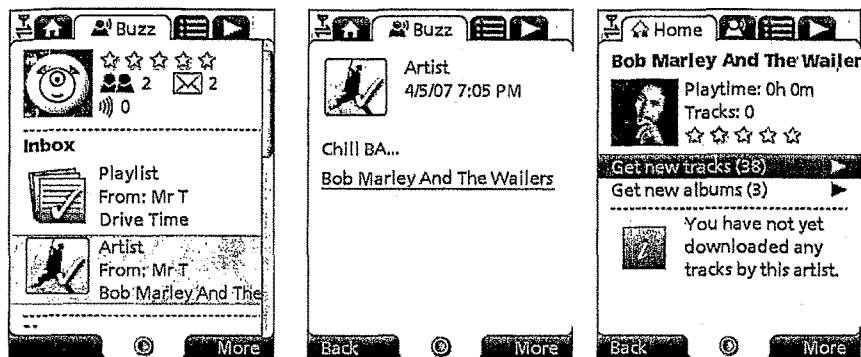 Buzz
2
2
0
Inbox
Playlist
From: Mr T
Drive Time
Artist
From: Mr T
Bob Marley And The
More
Buzz
Artist
4/5/07 7:05 PM
Chill BA...
Bob Marley And The Wailers
Back
More
Home
Bob Marley And The Wailer
Playtime: 0h 0m
Tracks: 0
Get new tracks (98)
Get new albums (3)
You have not yet
downloaded any
tracks by this artist.
Back
More